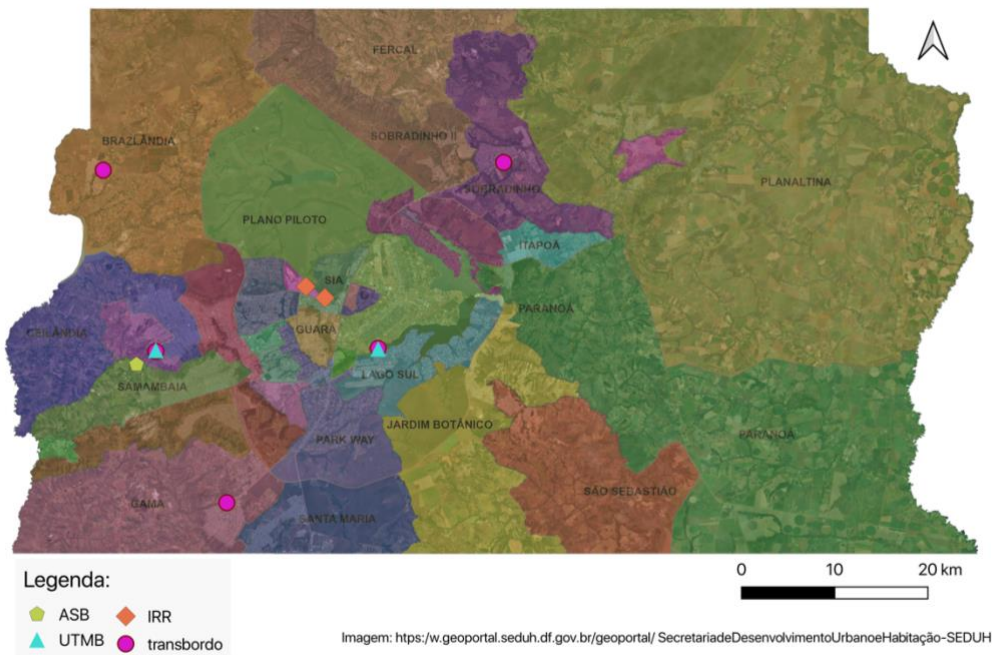 FERCAL
BRAZLÂNDIA
SOBRADINHO II
PLANALTINA
SOBRADINHO
PLANO PILOTO
ITAPOÃ
SIA
PARANOÁ
GUARÁ
CEILÂNDIA
LAGO SUL
SAMAMBAIA
JARDIM BOTÂNICO
PARK WAY
PARANOÁ
SÃO SEBASTIÃO
GAMA
SANTA MARIA
0 10 20 km
Legenda:
ASB
IRR
UTMB
transbordo
Imagem: htpps:/w.geoportal.seduh.df.gov.br/geoportal/ SecretariadeDesenvolvimentoUrbanoeHabitação-SEDUH